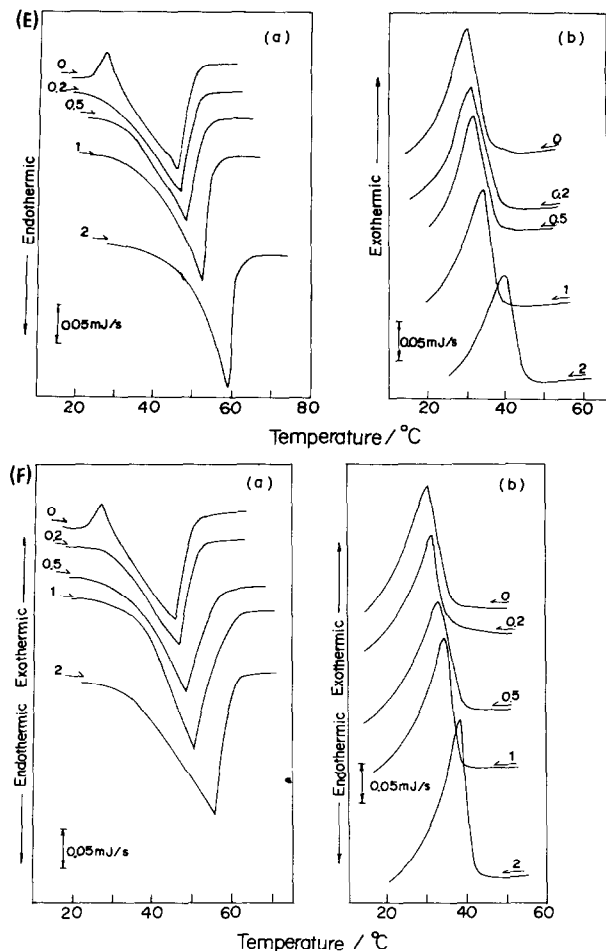 (E)
(a)
0
0.2
0.5
1
2
Endothermic
0.05mJ/s
20 40 60 80
(b)
Exothermic
0
0.2
0.5
1
2
0.05mJ/s
20 40 60
Temperature / °C
(F)
(a)
0
0.2
0.5
1
2
Endothermic Exothermic
0.05mJ/s
20 40 60
(b)
Endothermic Exothermic
0
0.2
0.5
1
2
0.05mJ/s
20 40 60
Temperature / °C